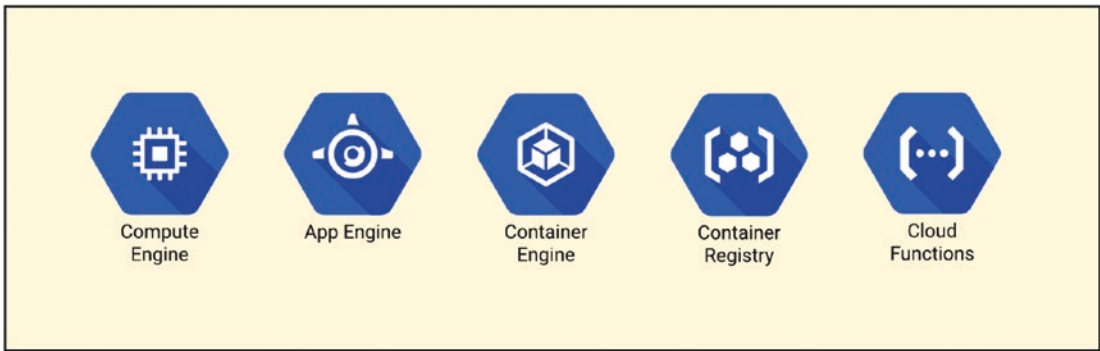 Compute
Engine
App Engine
Container
Engine
Container
Registry
Cloud
Functions